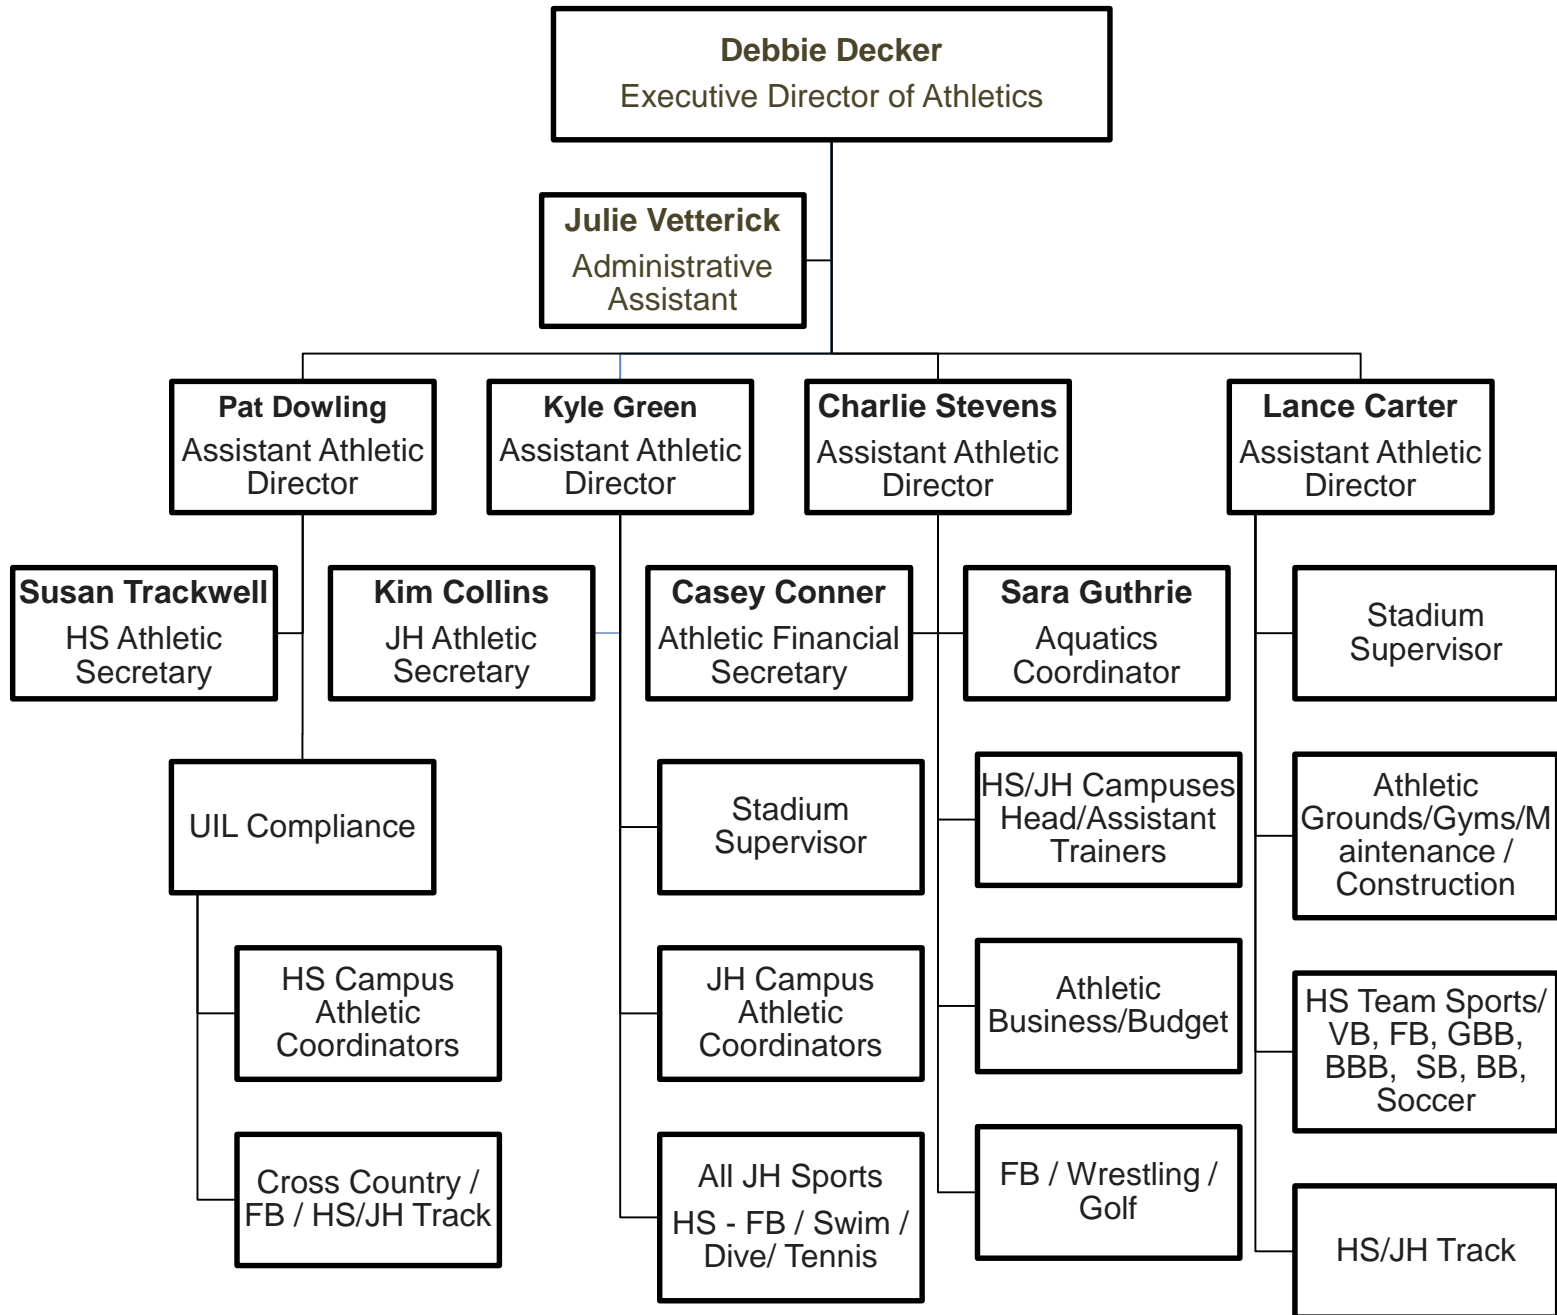 Debbie Decker
Executive Director of Athletics
Julie Vetterick
Administrative
Assistant
Pat Dowling
Assistant Athletic
Director
Kyle Green
Assistant Athletic
Director
Charlie Stevens
Assistant Athletic
Director
Lance Carter
Assistant Athletic
Director
Susan Trackwell
HS Athletic
Secretary
Kim Collins
JH Athletic
Secretary
Casey Conner
Athletic Financial
Secretary
Sara Guthrie
Aquatics
Coordinator
Stadium
Supervisor
UIL Compliance
Stadium
Supervisor
HS/JH Campuses
Head/Assistant
Trainers
Athletic
Grounds/Gyms/M
aintenance /
Construction
HS Campus
Athletic
Coordinators
JH Campus
Athletic
Coordinators
Athletic
Business/Budget
HS Team Sports/
VB, FB, GBB,
BBB, SB, BB,
Soccer
Cross Country /
FB / HS/JH Track
All JH Sports
HS - FB / Swim /
Dive/ Tennis
FB / Wrestling /
Golf
HS/JH Track